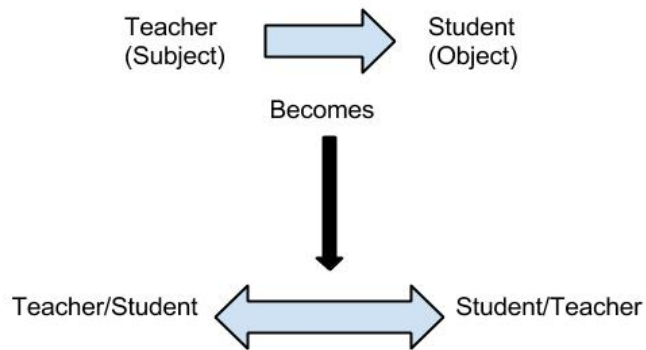 Teacher
(Subject)
Student
(Object)
Becomes
Teacher/Student
Student/Teacher